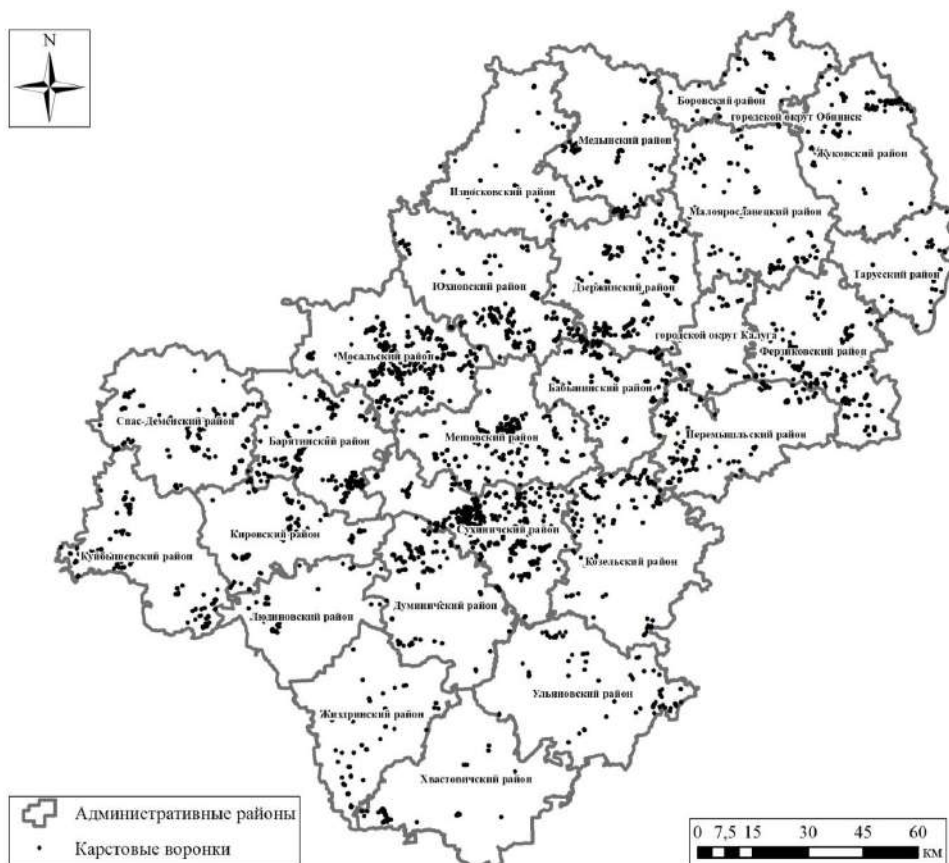 N
Боровский район
городской округ Обнинск
Медынский район
Жуковский район
Износковский район
Малоярославецкий район
Тарусский район
Юхновский район
Дзержинский район
городской округ Калуга
Мосальский район
Ферзиковский район
Бабынинский район
Спас-Деменский район
Барятинский район
Мещовский район
Перемышльский район
Сухиничский район
Кировский район
Куйбышевский район
Козельский район
Людиновский район
Думиничский район
Ульяновский район
Жиздринский район
Хвастовичский район
Административные районы
Карстовые воронки
0 7,5 15 30 45 60
км